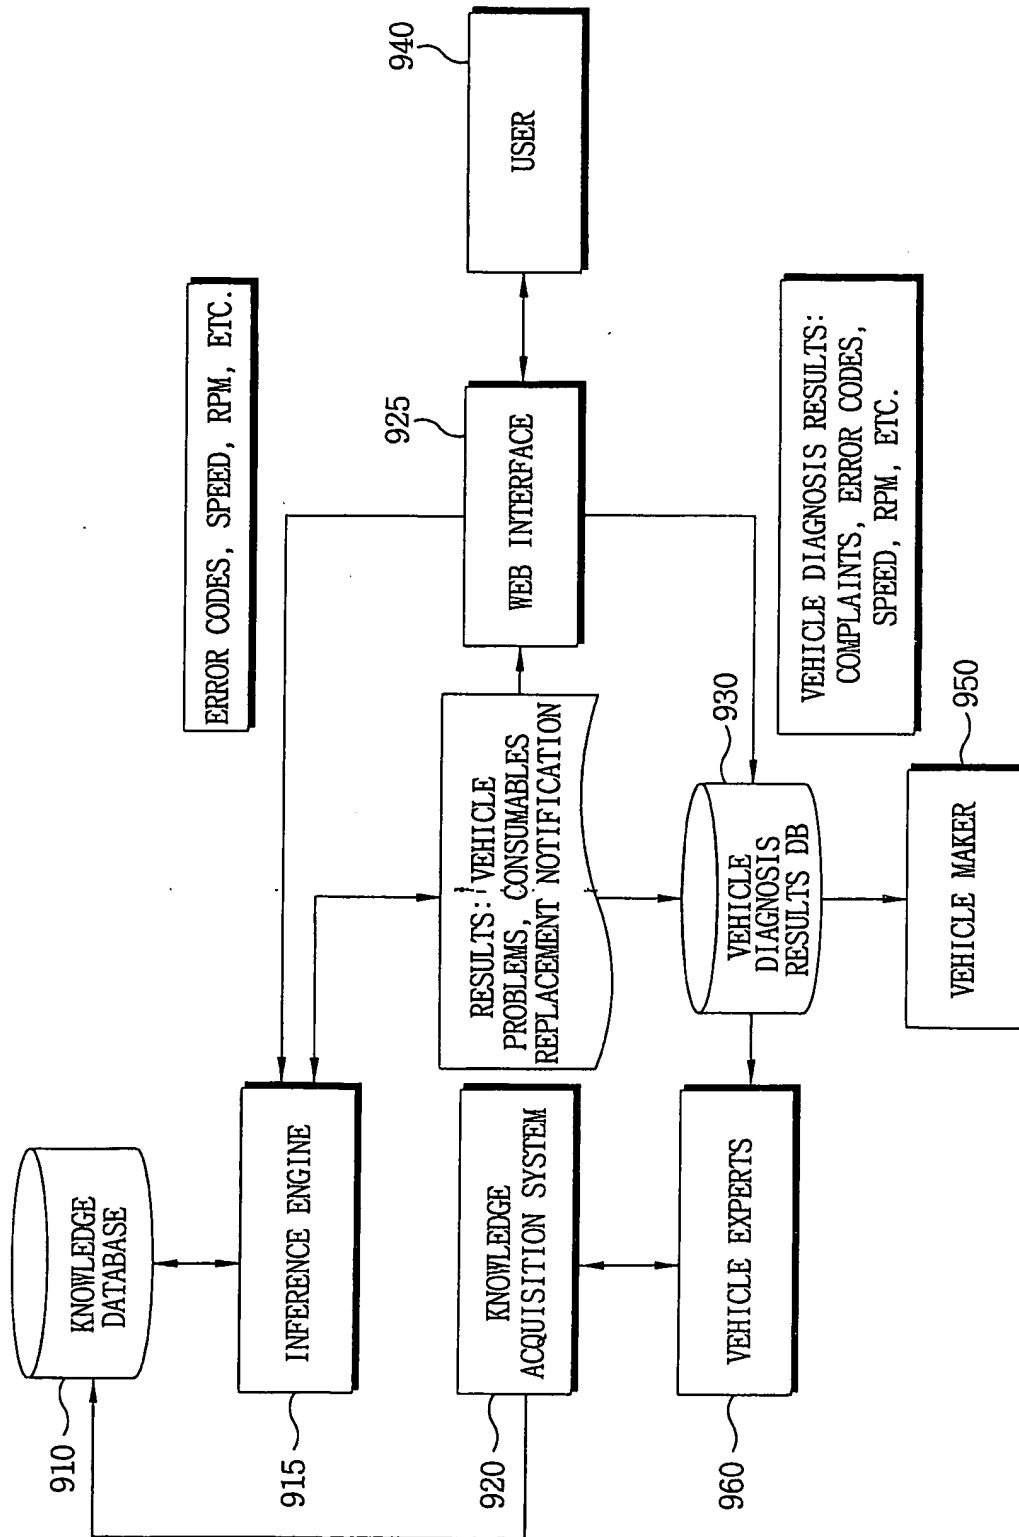 910
KNOWLEDGE
DATABASE
915
INFERENCE ENGINE
ERROR CODES, SPEED, RPM, ETC.
920
KNOWLEDGE
ACQUISITION SYSTEM
RESULTS: VEHICLE
PROBLEMS, CONSUMABLES
REPLACEMENT NOTIFICATION
925
WEB INTERFACE
940
USER
960
VEHICLE EXPERTS
930
VEHICLE
DIAGNOSIS
RESULTS DB
VEHICLE DIAGNOSIS RESULTS:
COMPLAINTS, ERROR CODES,
SPEED, RPM, ETC.
950
VEHICLE MAKER